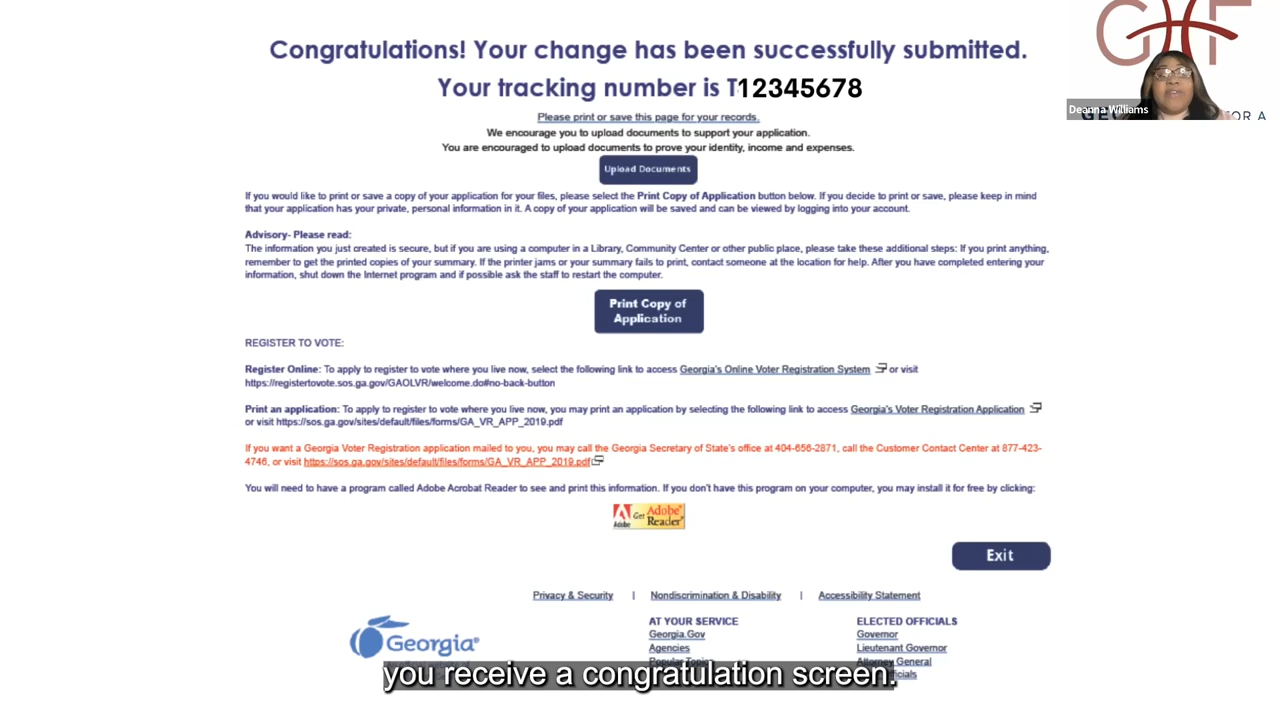 Congratulations! Your change has been successfully submitted.
Your tracking number is T12345678
Please print or save this page for your records.
We encourage you to upload documents to support your application.
You are encouraged to upload documents to prove your identity, income and expenses.
Upload Documents
If you would like to print or save a copy of your application for your files, please select the Print Copy of Application button below. If you decide to print or save, please keep in mind
that your application has your private, personal information in it. A copy of your application will be saved and can be viewed by logging into your account.
Advisory- Please read:
The information you just created is secure, but if you are using a computer in a Library, Community Center or other public place, please take these additional steps: If you print anything,
remember to get the printed copies of your summary. If the printer jams or your summary fails to print, contact someone at the location for help. After you have completed entering your
information, shut down the Internet program and if possible ask the staff to restart the computer.
Print Copy of
Application
REGISTER TO VOTE:
Register Online: To apply to register to vote where you live now, select the following link to access Georgia's Online Voter Registration System or visit
https://registertovote.sos.ga.gov/GAOLVR/welcome.do#no-back-button
Print an application: To apply to register to vote where you live now, you may print an application by selecting the following link to access Georgia's Voter Registration Application
or visit https://sos.ga.gov/sites/default/files/forms/GA_VR_APP_2019.pdf
If you want a Georgia Voter Registration application mailed to you, you may call the Georgia Secretary of State's office at 404-656-2871, call the Customer Contact Center at 877-423-
4746, or visit https://sos.ga.gov/sites/default/files/forms/GA_VR_APP_2019.pdf
You will need to have a program called Adobe Acrobat Reader to see and print this information. If you don't have this program on your computer, you may install it for free by clicking:
Adobe Get Adobe Reader
Exit
Privacy & Security | Nondiscrimination & Disability | Accessibility Statement
Georgia
AT YOUR SERVICE
Georgia.Gov
Agencies
Popular
ELECTED OFFICIALS
Governor
Lieutenant Governor
Attorney General
you receive a congratulation screen.
G F
Deanna Williams
OR A